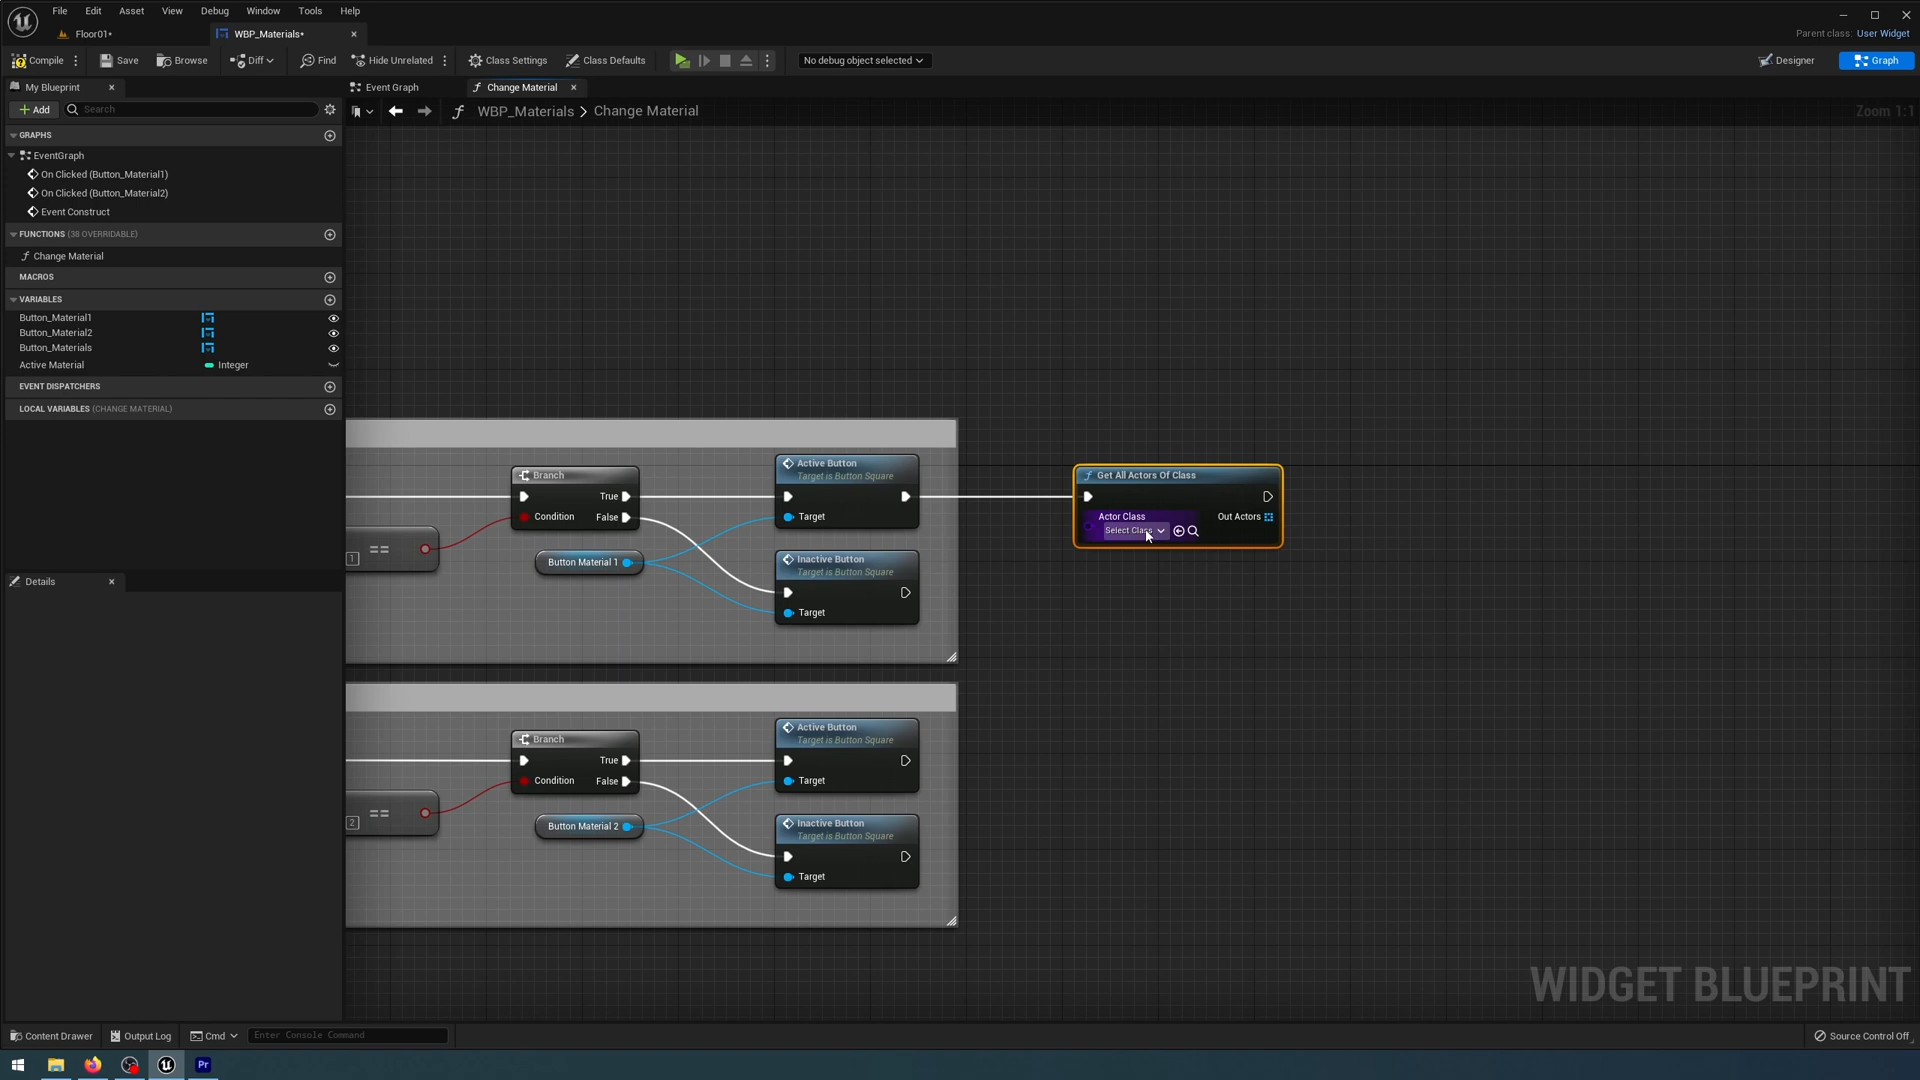 File Edit Asset View Debug Window Tools Help
Floor01•
WBP_Materials•
Parent class: User Widget
Compile Save Browse Diff Find Hide Unrelated Class Settings Class Defaults No debug object selected Designer Graph
My Blueprint
Event Graph
Change Material
Add Search
WBP_Materials > Change Material
Zoom 1:1
GRAPHS
EventGraph
On Clicked (Button_Material1)
On Clicked (Button_Material2)
Event Construct
FUNCTIONS (38 OVERRIDABLE)
Change Material
MACROS
VARIABLES
Button_Material1
Button_Material2
Button_Materials
Active Material Integer
EVENT DISPATCHERS
LOCAL VARIABLES (CHANGE MATERIAL)
Details
Branch
True
Condition False
1 ==
Button Material 1
Active Button
Target is Button Square
Target
Inactive Button
Target is Button Square
Target
Get All Actors Of Class
Actor Class
Select Class
Out Actors
Branch
True
Condition False
2 ==
Button Material 2
Active Button
Target is Button Square
Target
Inactive Button
Target is Button Square
Target
WIDGET BLUEPRINT
Content Drawer Output Log Cmd Enter Console Command Source Control Off
Pr